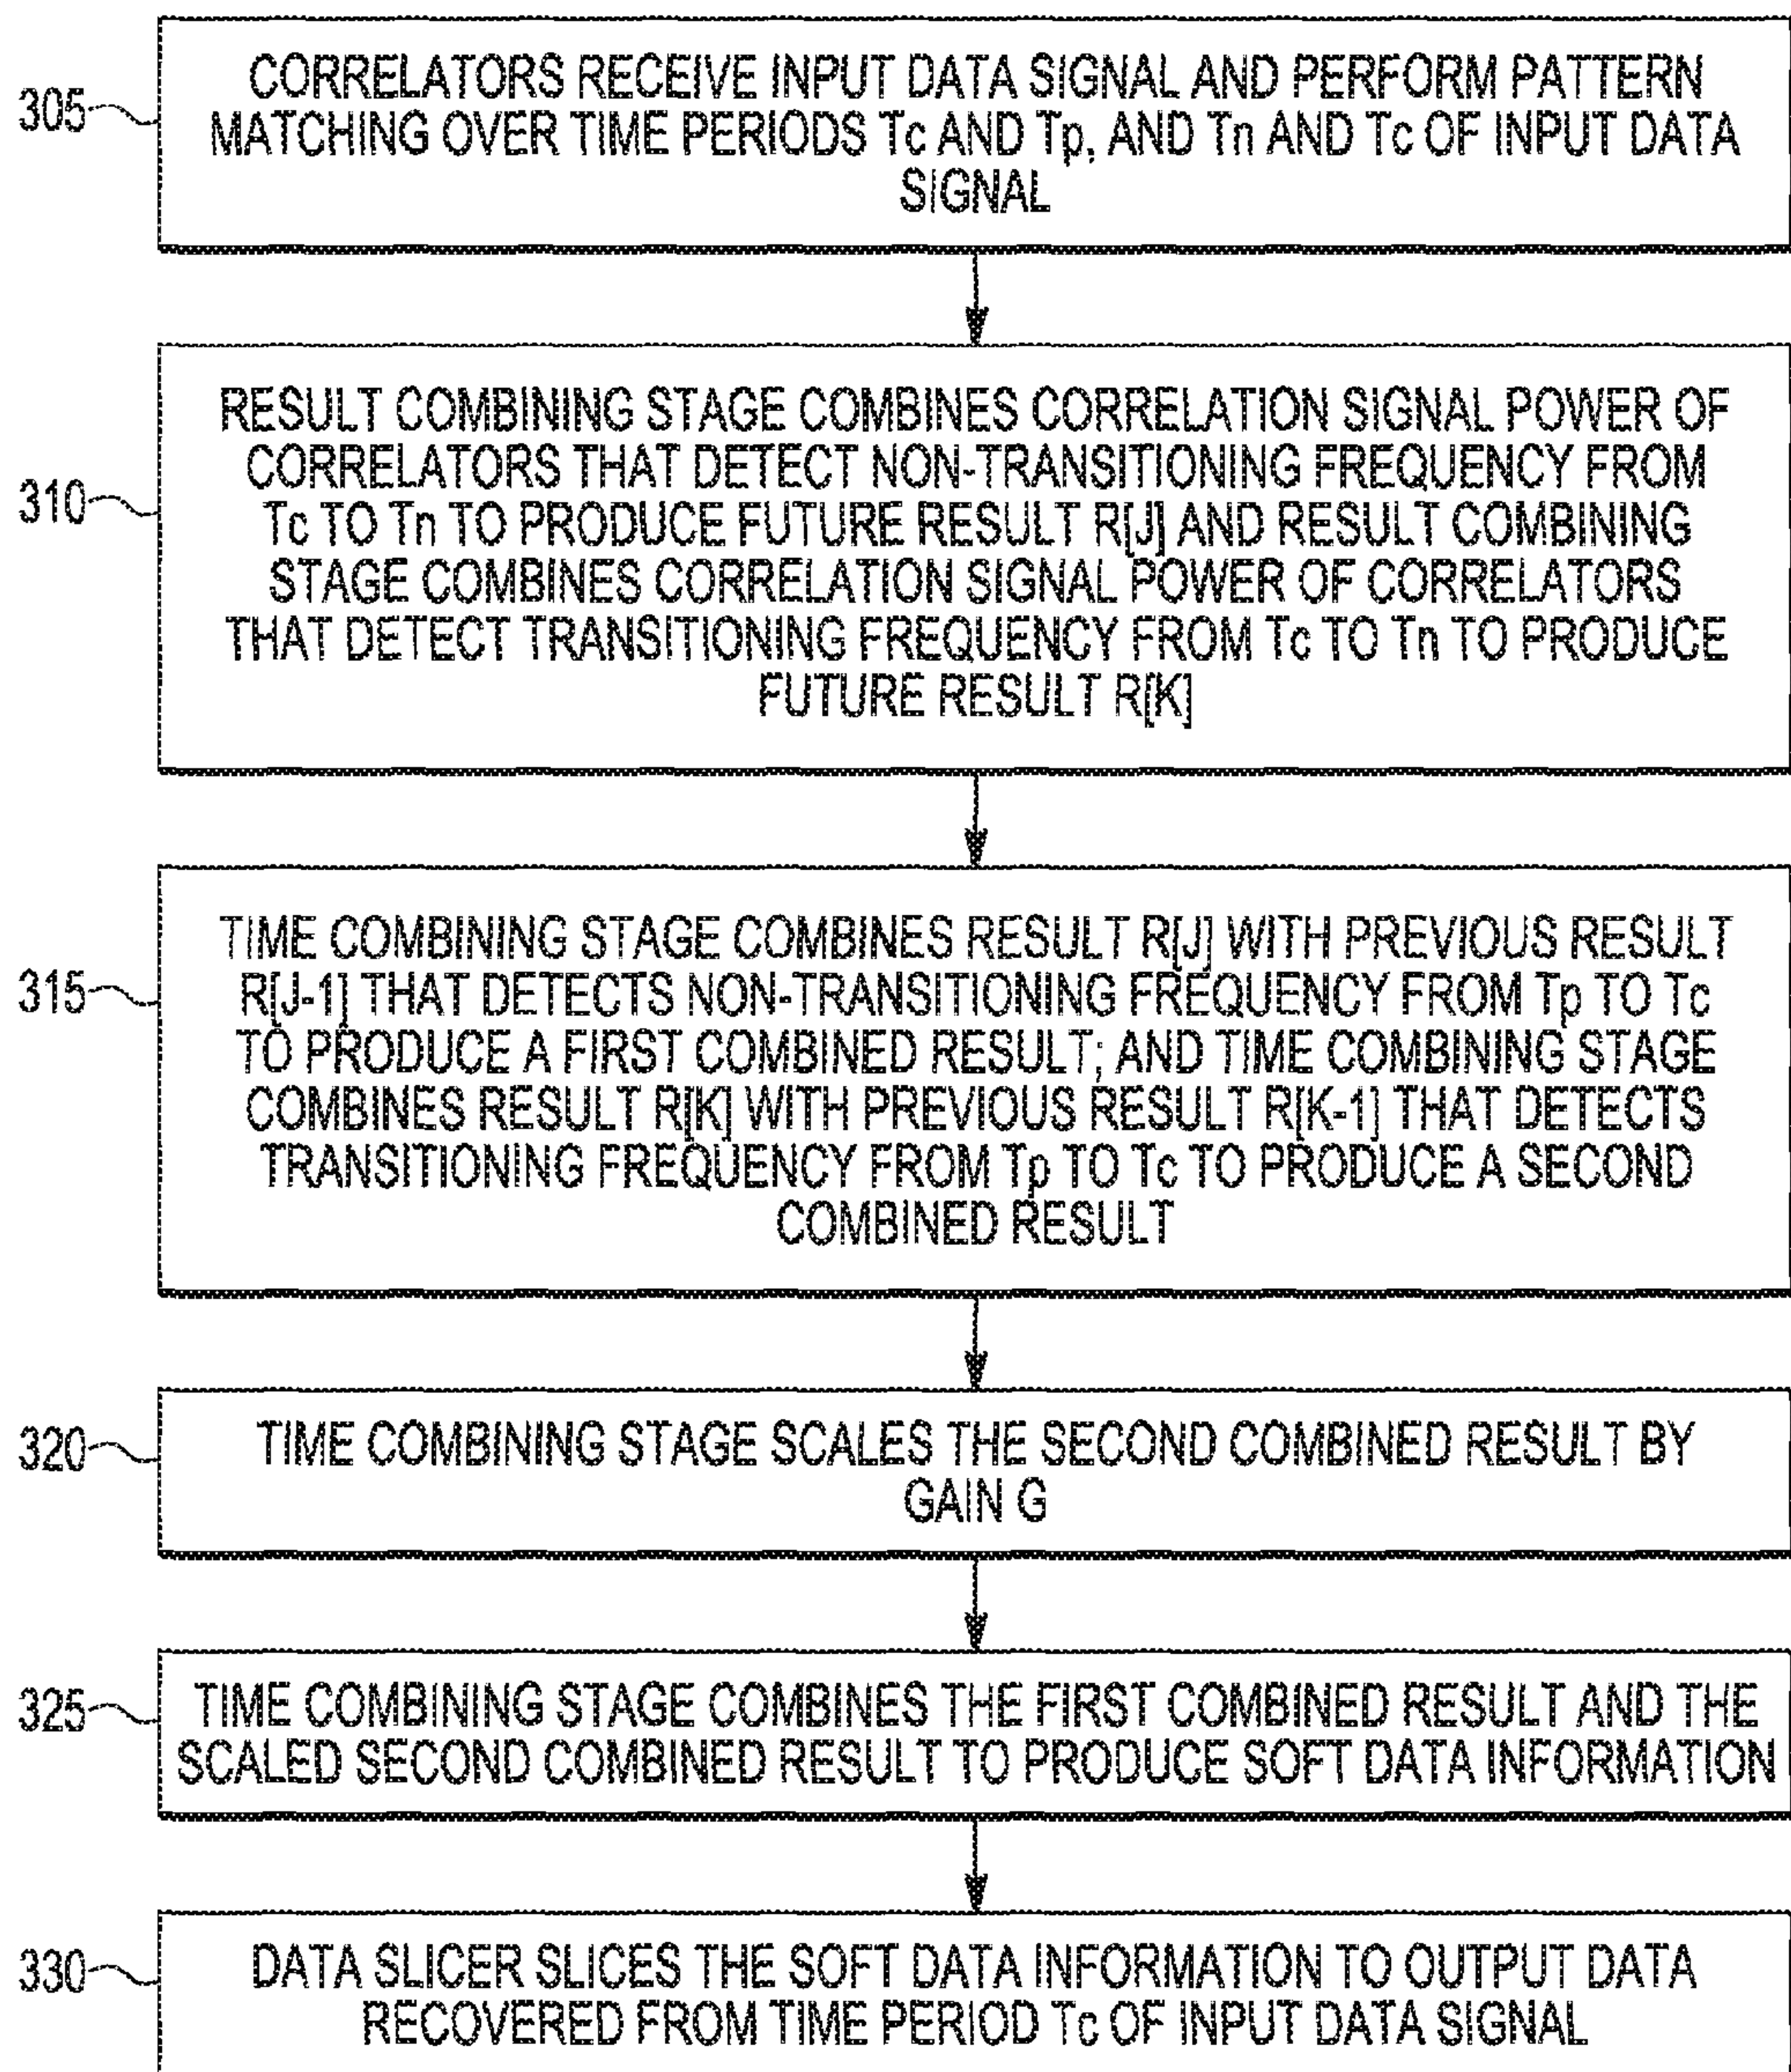 305
CORRELATORS RECEIVE INPUT DATA SIGNAL AND PERFORM PATTERN
MATCHING OVER TIME PERIODS Tc AND Tp, AND Tn AND Tc OF INPUT DATA
SIGNAL
310
RESULT COMBINING STAGE COMBINES CORRELATION SIGNAL POWER OF
CORRELATORS THAT DETECT NON-TRANSITIONING FREQUENCY FROM
Tc TO Tn TO PRODUCE FUTURE RESULT R[J] AND RESULT COMBINING
STAGE COMBINES CORRELATION SIGNAL POWER OF CORRELATORS
THAT DETECT TRANSITIONING FREQUENCY FROM Tc TO Tn TO PRODUCE
FUTURE RESULT R[K]
315
TIME COMBINING STAGE COMBINES RESULT R[J] WITH PREVIOUS RESULT
R[J-1] THAT DETECTS NON-TRANSITIONING FREQUENCY FROM Tp TO Tc
TO PRODUCE A FIRST COMBINED RESULT; AND TIME COMBINING STAGE
COMBINES RESULT R[K] WITH PREVIOUS RESULT R[K-1] THAT DETECTS
TRANSITIONING FREQUENCY FROM Tp TO Tc TO PRODUCE A SECOND
COMBINED RESULT
320
TIME COMBINING STAGE SCALES THE SECOND COMBINED RESULT BY
GAIN G
325
TIME COMBINING STAGE COMBINES THE FIRST COMBINED RESULT AND THE
SCALED SECOND COMBINED RESULT TO PRODUCE SOFT DATA INFORMATION
330
DATA SLICER SLICES THE SOFT DATA INFORMATION TO OUTPUT DATA
RECOVERED FROM TIME PERIOD Tc OF INPUT DATA SIGNAL